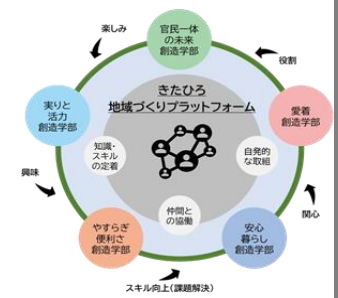 楽しみ
官民一体
の未来
創造学部
役割
きたひろ
地域づくりプラットフォーム
実りと
活力
創造学部
愛着
創造学部
知識・
スキル
の定着
自発的
な取組
興味
仲間と
の協働
関心
やすらぎ
便利さ
創造学部
安心
暮らし
創造学部
スキル向上(課題解決)